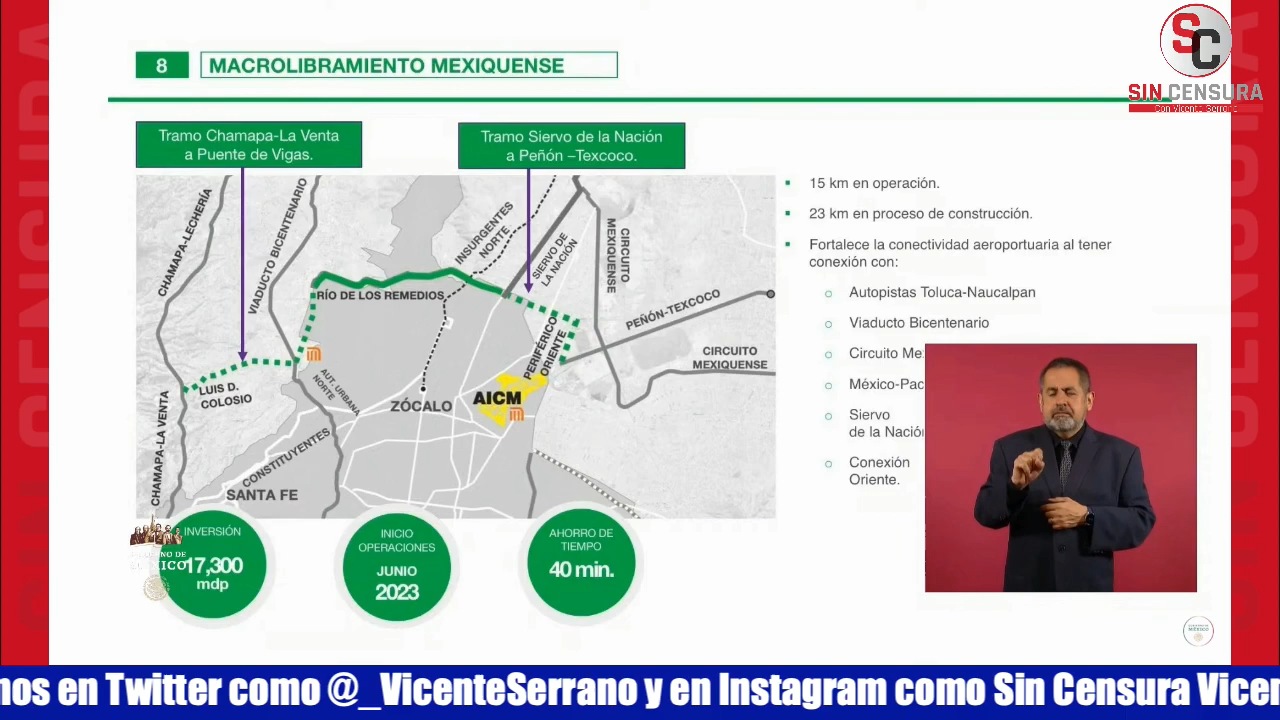 8 MACROLIBRAMIENTO MEXIQUENSE
SC
SIN CENSURA
Con Vicente Serrano
Tramo Chamapa-La Venta
a Puente de Vigas.
Tramo Siervo de la Nación
a Peñón –Texcoco.
CHAMAPA-LECHERÍA
VIADUCTO BICENTENARIO
INSURGENTES
NORTE
SIERVO DE
LA NACIÓN
CIRCUITO
MEXIQUENSE
RÍO DE LOS REMEDIOS
PEÑÓN-TEXCOCO
PERIFÉRICO
ORIENTE
CIRCUITO
MEXIQUENSE
LUIS D.
COLOSIO
AUT. URBANA
NORTE
ZÓCALO
AICM
CHAMAPA-LA VENTA
CONSTITUYENTES
SANTA FE
15 km en operación.
23 km en proceso de construcción.
Fortalece la conectividad aeroportuaria al tener
conexión con:
Autopistas Toluca-Naucalpan
Viaducto Bicentenario
Circuito Me
México-Pac
Siervo
de la Nació
Conexión
Oriente.
INVERSIÓN
17,300
mdp
INICIO
OPERACIONES
JUNIO
2023
AHORRO DE
TIEMPO
40 min.
nos en Twitter como @_VicenteSerrano y en Instagram como Sin Censura Vicen